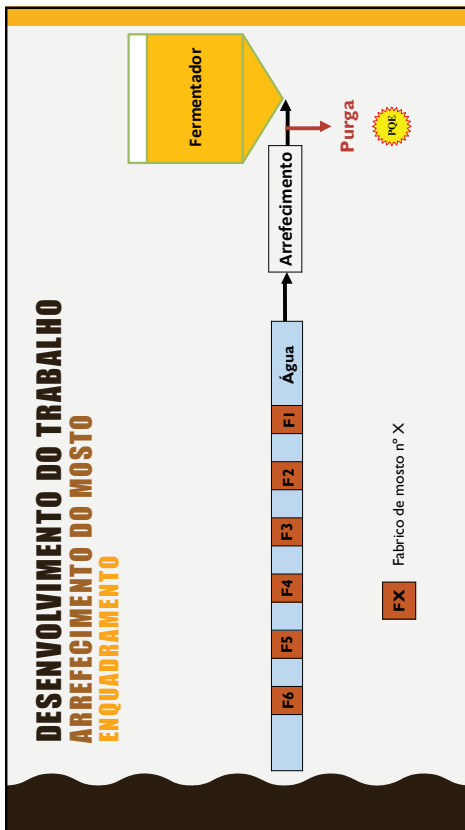 DESENVOLVIMENTO DO TRABALHO
ARREFECIMENTO DO MOSTO
ENQUADRAMENTO
Fermentador
F6
F5
F4
F3
F2
F1
Água
Arrefecimento
Purga
PQE
FX
Fabrico de mosto nº X